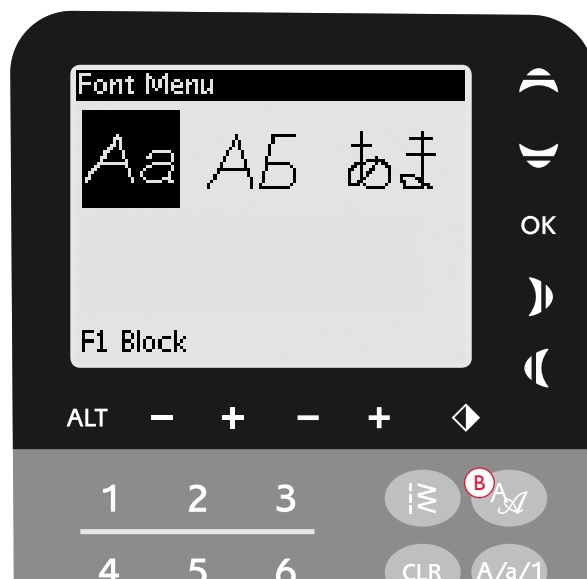 Font Menu
Aa АБ あま
F1 Block
OK
ALT - + - +
1 2 3
B
A A
4 5 6
CLR A/a/1